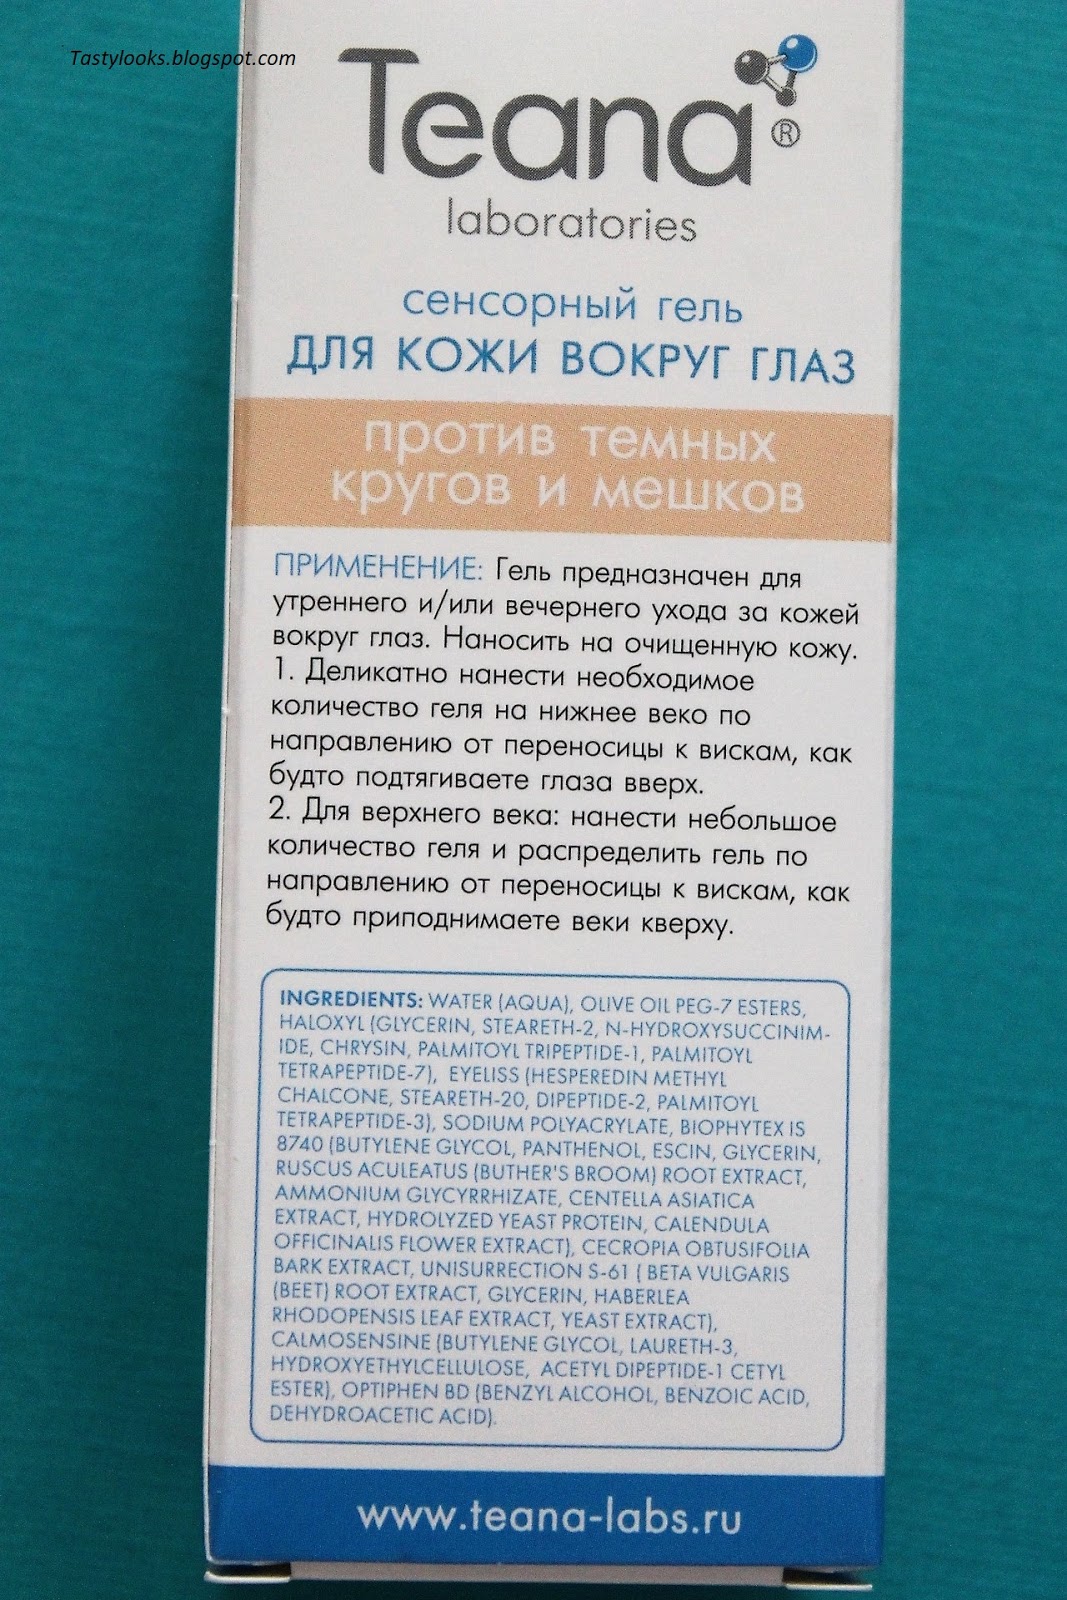 Tastylooks.blogspot.com
Teana®
laboratories
сенсорный гель
ДЛЯ КОЖИ ВОКРУГ ГЛАЗ
против темных
кругов и мешков
ПРИМЕНЕНИЕ: Гель предназначен для
утреннего и/или вечернего ухода за кожей
вокруг глаз. Наносить на очищенную кожу.
1. Деликатно нанести необходимое
количество геля на нижнее веко по
направлению от переносицы к вискам, как
будто подтягиваете глаза вверх.
2. Для верхнего века: нанести небольшое
количество геля и распределить гель по
направлению от переносицы к вискам, как
будто приподнимаете веки кверху.
INGREDIENTS: WATER (AQUA), OLIVE OIL PEG-7 ESTERS,
HALOXYL (GLYCERIN, STEARETH-2, N-HYDROXYSUCCINIM-
IDE, CHRYSIN, PALMITOYL TRIPEPTIDE-1, PALMITOYL
TETRAPEPTIDE-7), EYELISS (HESPEREDIN METHYL
CHALCONE, STEARETH-20, DIPEPTIDE-2, PALMITOYL
TETRAPEPTIDE-3), SODIUM POLYACRYLATE, BIOPHYTEX IS
8740 (BUTYLENE GLYCOL, PANTHENOL, ESCIN, GLYCERIN,
RUSCUS ACULEATUS (BUTHER'S BROOM) ROOT EXTRACT,
AMMONIUM GLYCYRRHIZATE, CENTELLA ASIATICA
EXTRACT, HYDROLYZED YEAST PROTEIN, CALENDULA
OFFICINALIS FLOWER EXTRACT), CECROPIA OBTUSIFOLIA
BARK EXTRACT, UNISURRECTION S-61 ( BETA VULGARIS
(BEET) ROOT EXTRACT, GLYCERIN, HABERLEA
RHODOPENSIS LEAF EXTRACT, YEAST EXTRACT),
CALMOSENSINE (BUTYLENE GLYCOL, LAURETH-3,
HYDROXYETHYLCELLULOSE, ACETYL DIPEPTIDE-1 CETYL
ESTER), OPTIPHEN BD (BENZYL ALCOHOL, BENZOIC ACID,
DEHYDROACETIC ACID).
www.teana-labs.ru